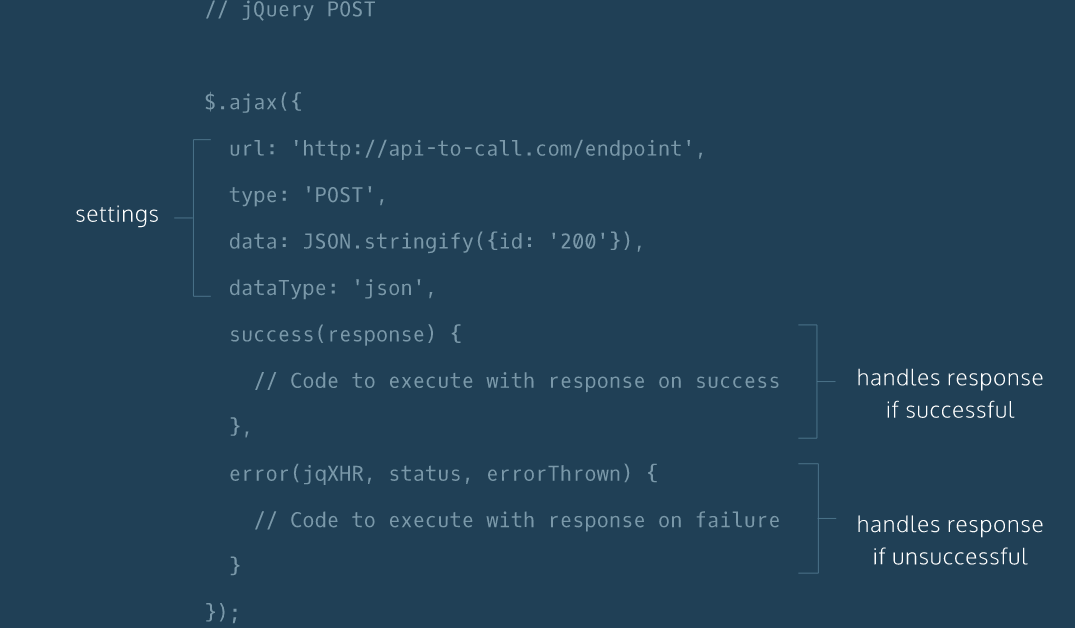 // jQuery POST
$.ajax({
url: 'http://api-to-call.com/endpoint',
type: 'POST',
settings
data: JSON.stringify({id: '200'}),
dataType: 'json',
success(response) {
// Code to execute with response on success
handles response
if successful
},
error(jqXHR, status, errorThrown) {
// Code to execute with response on failure
handles response
if unsuccessful
}
});